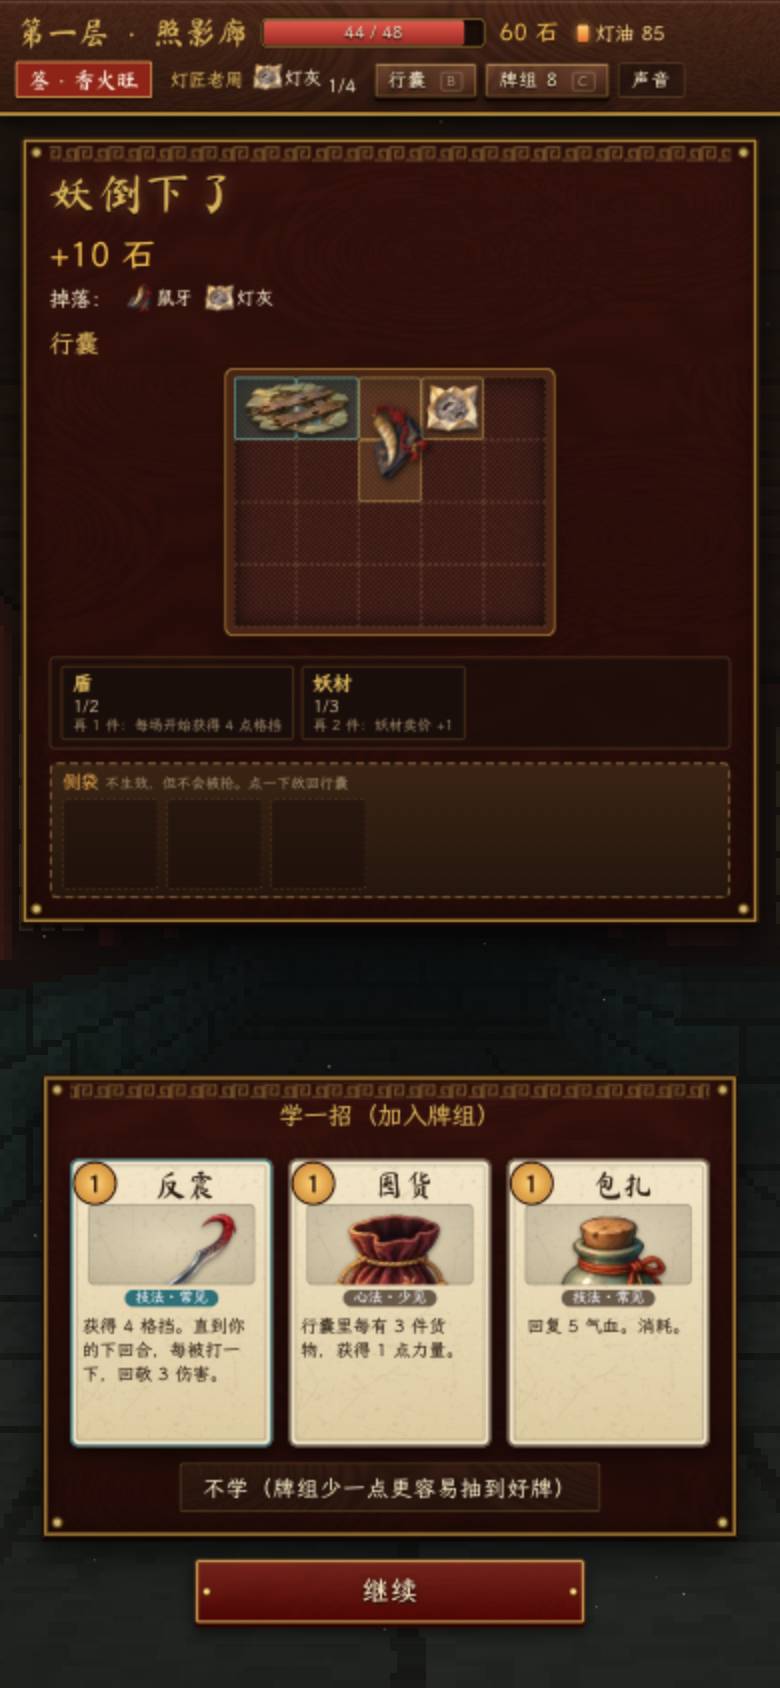 第一层 · 照影廊
44 / 48
60 石
灯油 85
签 · 香火旺
灯匠老周
灯灰 1/4
行囊 B
牌组 8 C
声音
妖倒下了
+10 石
掉落: 鼠牙 灯灰
行囊
盾
1/2
再 1 件: 每场开始获得 4 点格挡
妖材
1/3
再 2 件: 妖材卖价 +1
侧袋 不生效, 但不会被抢。点一下放回行囊
学一招 (加入牌组)
1 反震
技法·常见
获得 4 格挡。直到你
的下回合, 每被打一
下, 回敬 3 伤害。
1 囤货
心法·少见
行囊里每有 3 件货
物, 获得 1 点力量。
1 包扎
技法·常见
回复 5 气血。消耗。
不学 (牌组少一点更容易抽到好牌)
继续